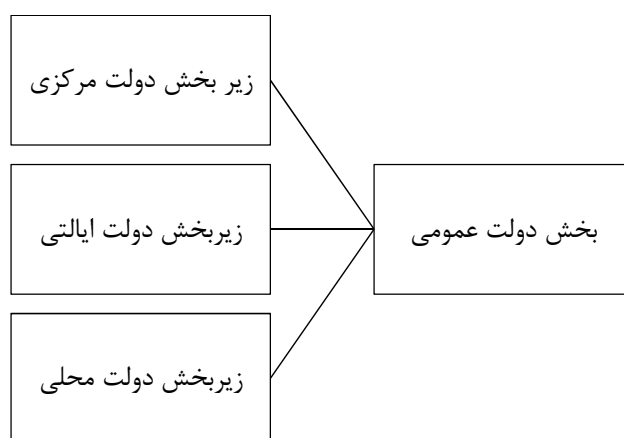 بخش دولت عمومی
زیر بخش دولت مرکزی
زیربخش دولت ایالتی
زیربخش دولت محلی